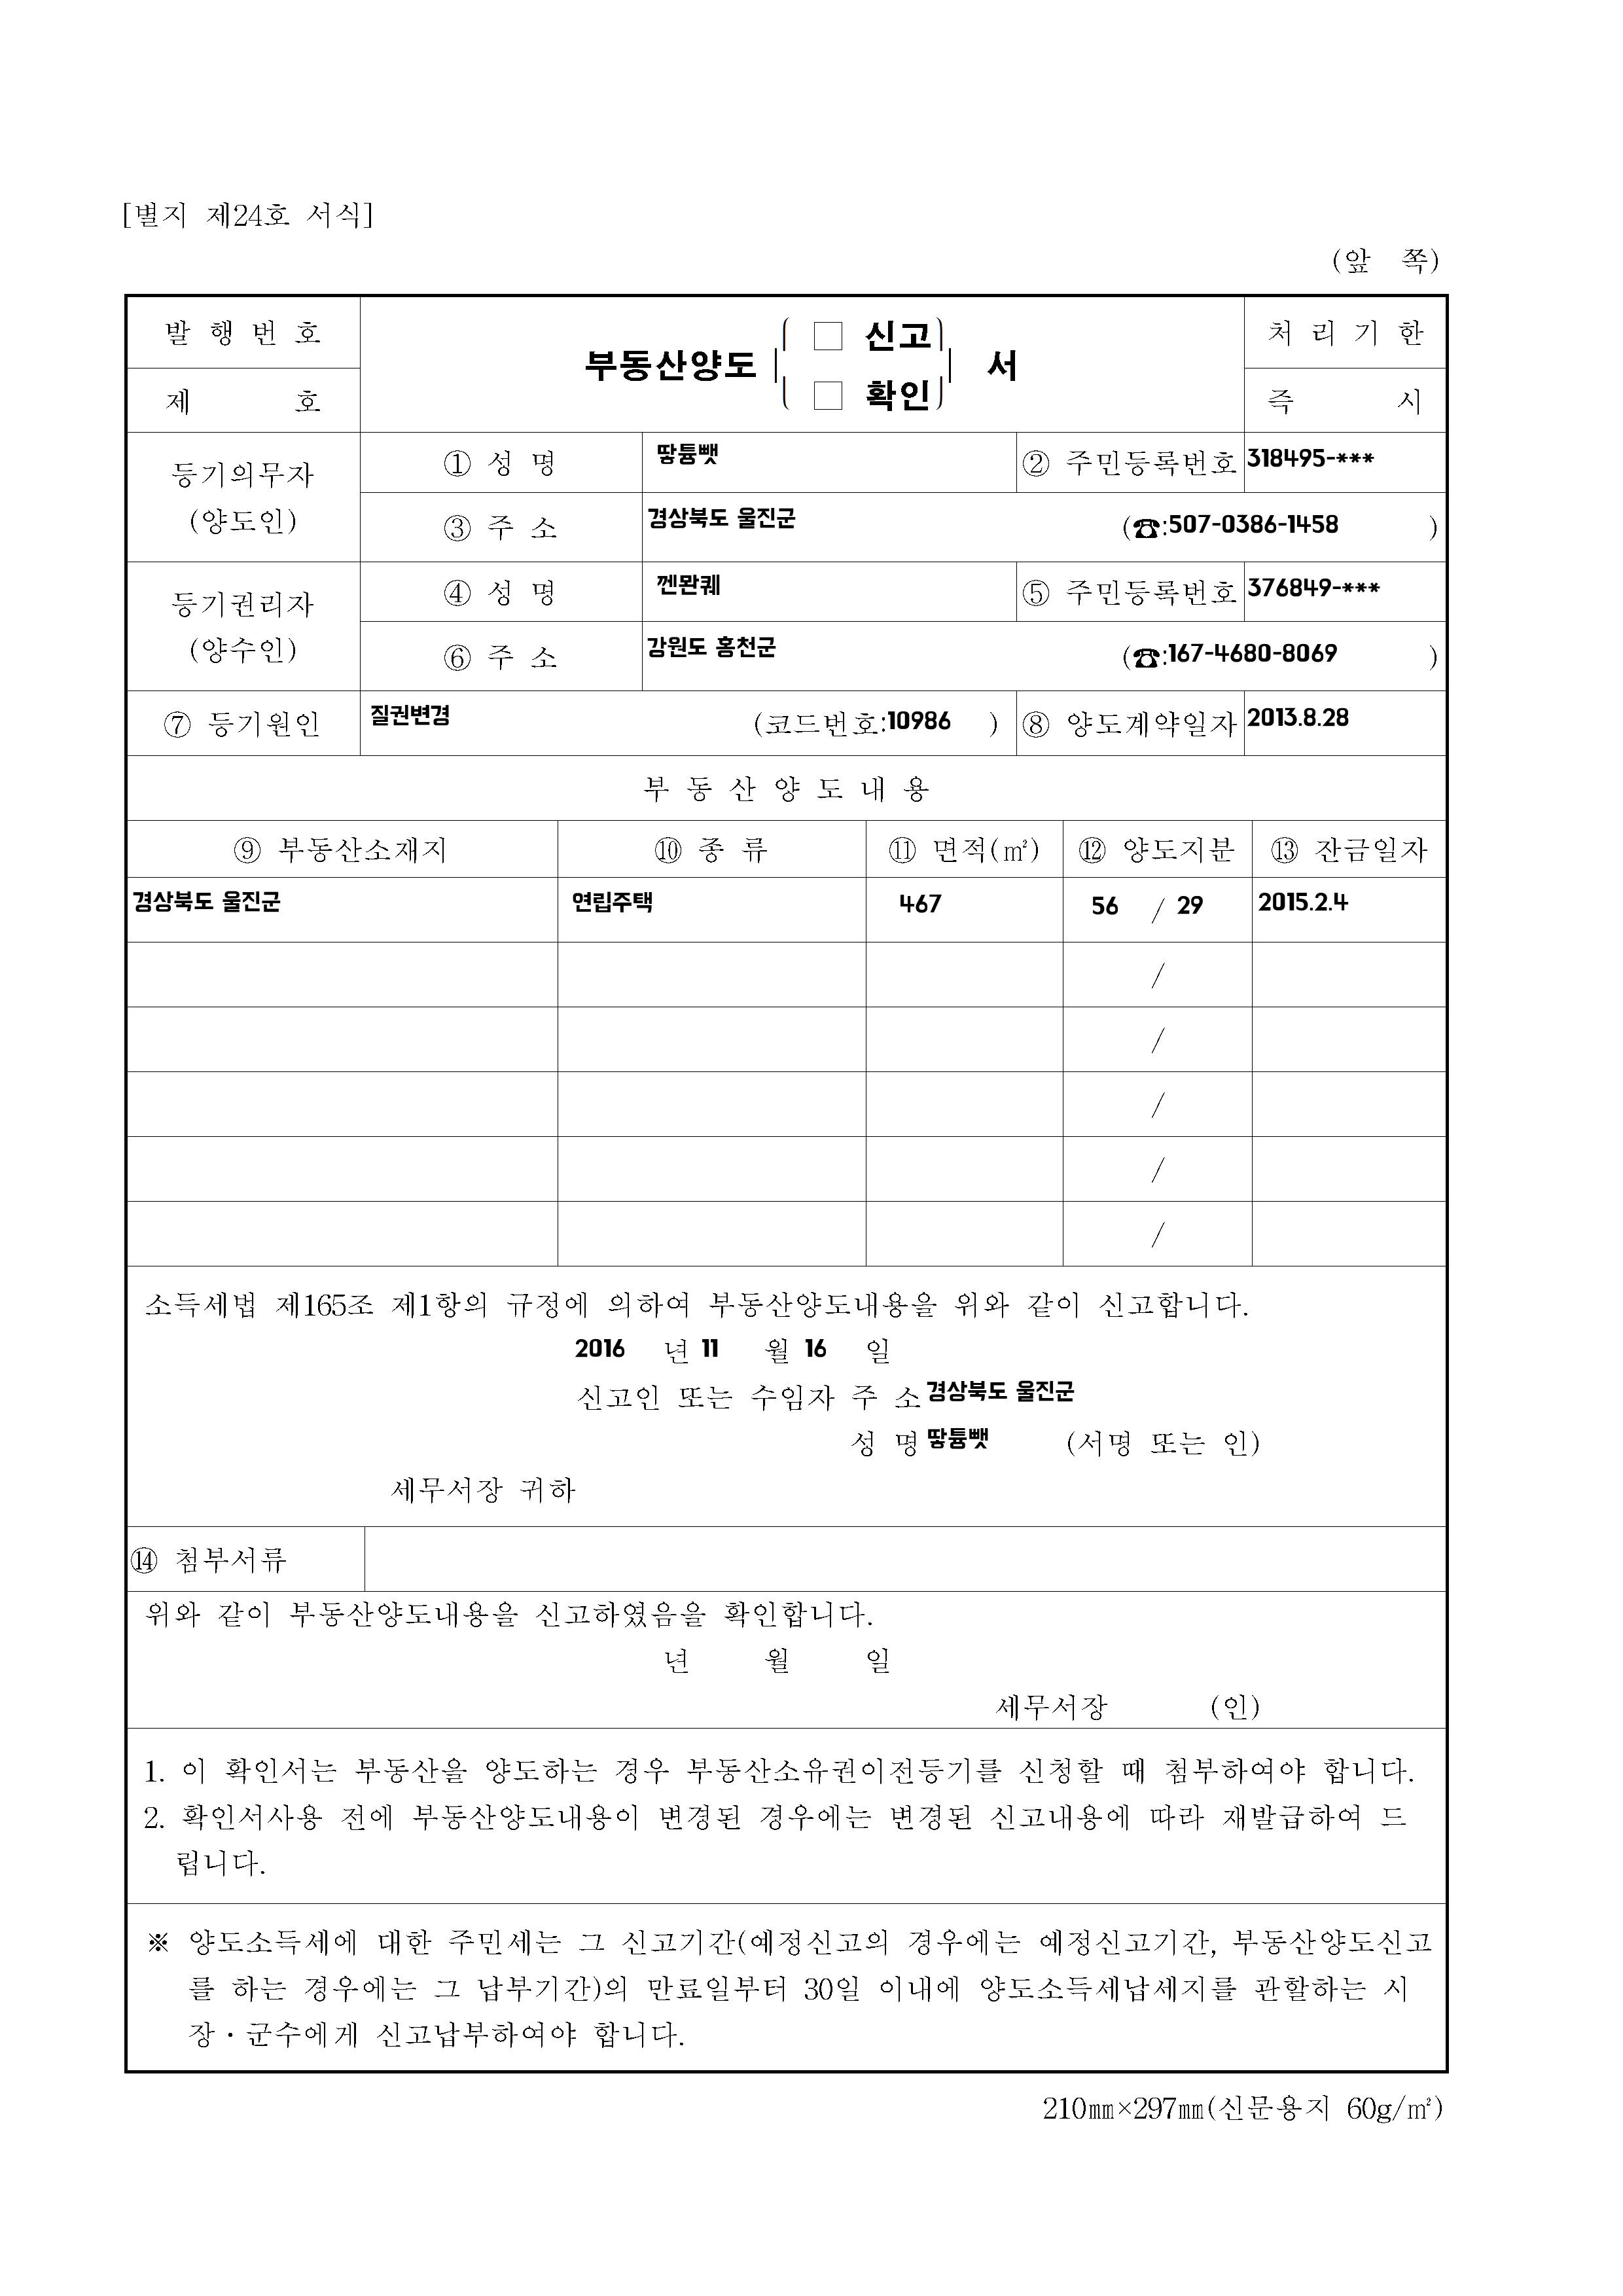 [별지 제24호 서식]
(앞 쪽)
발 행 번 호
제 호
부동산양도 □ 신고 □ 확인 서
처 리 기 한
즉 시
등기의무자
(양도인)
① 성 명 땋듐뺏 ② 주민등록번호 318495-***
③ 주 소 경상북도 울진군 (☎:507-0386-1458 )
등기권리자
(양수인)
④ 성 명 껜롼퀘 ⑤ 주민등록번호 376849-***
⑥ 주 소 강원도 홍천군 (☎:167-4680-8069 )
⑦ 등기원인 질권변경 (코드번호:10986 ) ⑧ 양도계약일자 2013.8.28
부 동 산 양 도 내 용
⑨ 부동산소재지 ⑩ 종 류 ⑪ 면적(㎡) ⑫ 양도지분 ⑬ 잔금일자
경상북도 울진군 연립주택 467 56 / 29 2015.2.4
/
/
/
/
/
소득세법 제165조 제1항의 규정에 의하여 부동산양도내용을 위와 같이 신고합니다.
2016 년 11 월 16 일
신고인 또는 수임자 주 소 경상북도 울진군
성 명 땋듐뺏 (서명 또는 인)
세무서장 귀하
⑭ 첨부서류
위와 같이 부동산양도내용을 신고하였음을 확인합니다.
년 월 일
세무서장 (인)
1. 이 확인서는 부동산을 양도하는 경우 부동산소유권이전등기를 신청할 때 첨부하여야 합니다.
2. 확인서사용 전에 부동산양도내용이 변경된 경우에는 변경된 신고내용에 따라 재발급하여 드
립니다.
※ 양도소득세에 대한 주민세는 그 신고기간(예정신고의 경우에는 예정신고기간, 부동산양도신고
를 하는 경우에는 그 납부기간)의 만료일부터 30일 이내에 양도소득세납세지를 관할하는 시
장·군수에게 신고납부하여야 합니다.
210㎜×297㎜(신문용지 60g/㎡)